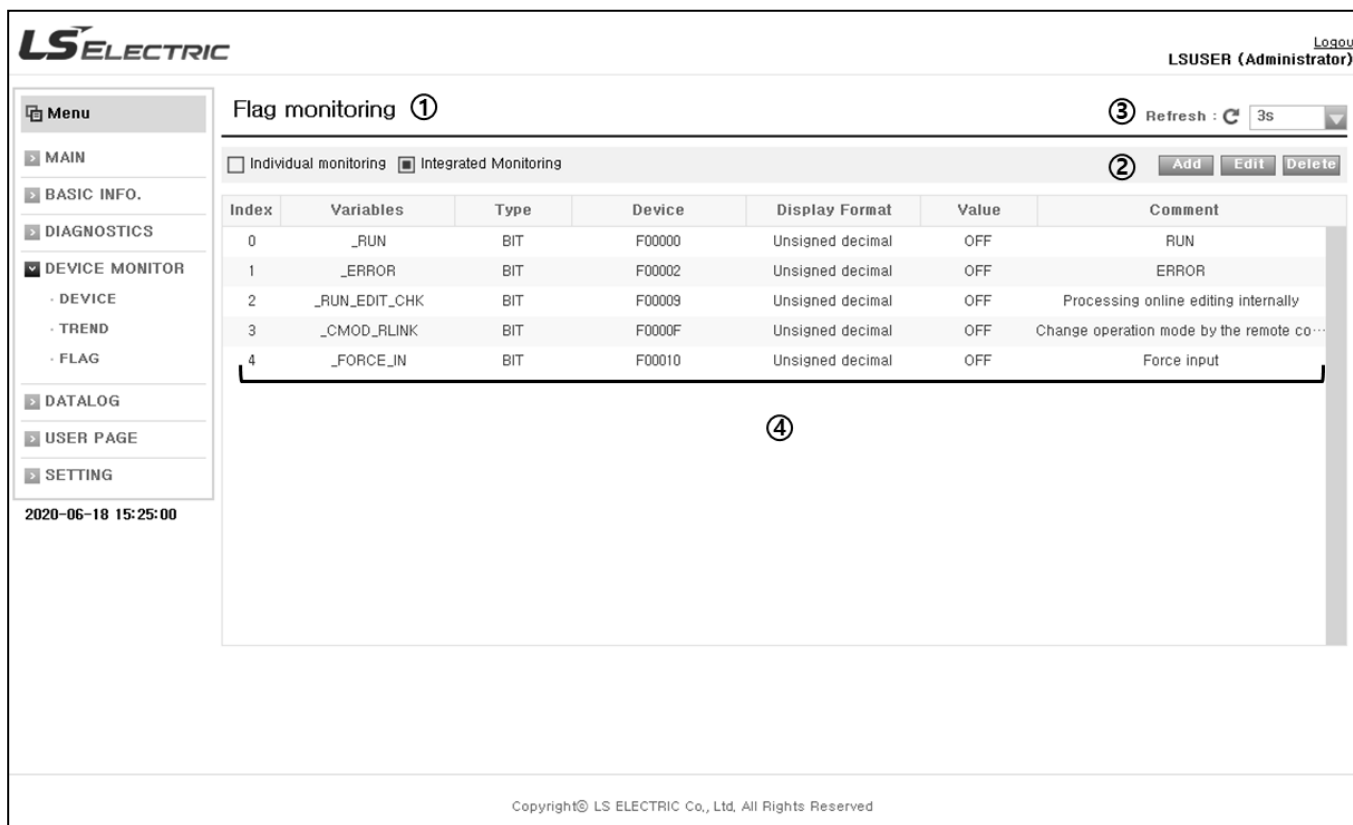 LS ELECTRIC
Logou
LSUSER (Administrator)
Menu
MAIN
BASIC INFO.
DIAGNOSTICS
DEVICE MONITOR
· DEVICE
· TREND
· FLAG
DATALOG
USER PAGE
SETTING
2020-06-18 15:25:00
Flag monitoring ①
③ Refresh : 3s
Individual monitoring Integrated Monitoring
② Add Edit Delete
Index Variables Type Device Display Format Value Comment
0 _RUN BIT F00000 Unsigned decimal OFF RUN
1 _ERROR BIT F00002 Unsigned decimal OFF ERROR
2 _RUN_EDIT_CHK BIT F00009 Unsigned decimal OFF Processing online editing internally
3 _CMOD_RLINK BIT F0000F Unsigned decimal OFF Change operation mode by the remote co⋯
4 _FORCE_IN BIT F00010 Unsigned decimal OFF Force input
④
Copyright© LS ELECTRIC Co., Ltd, All Rights Reserved